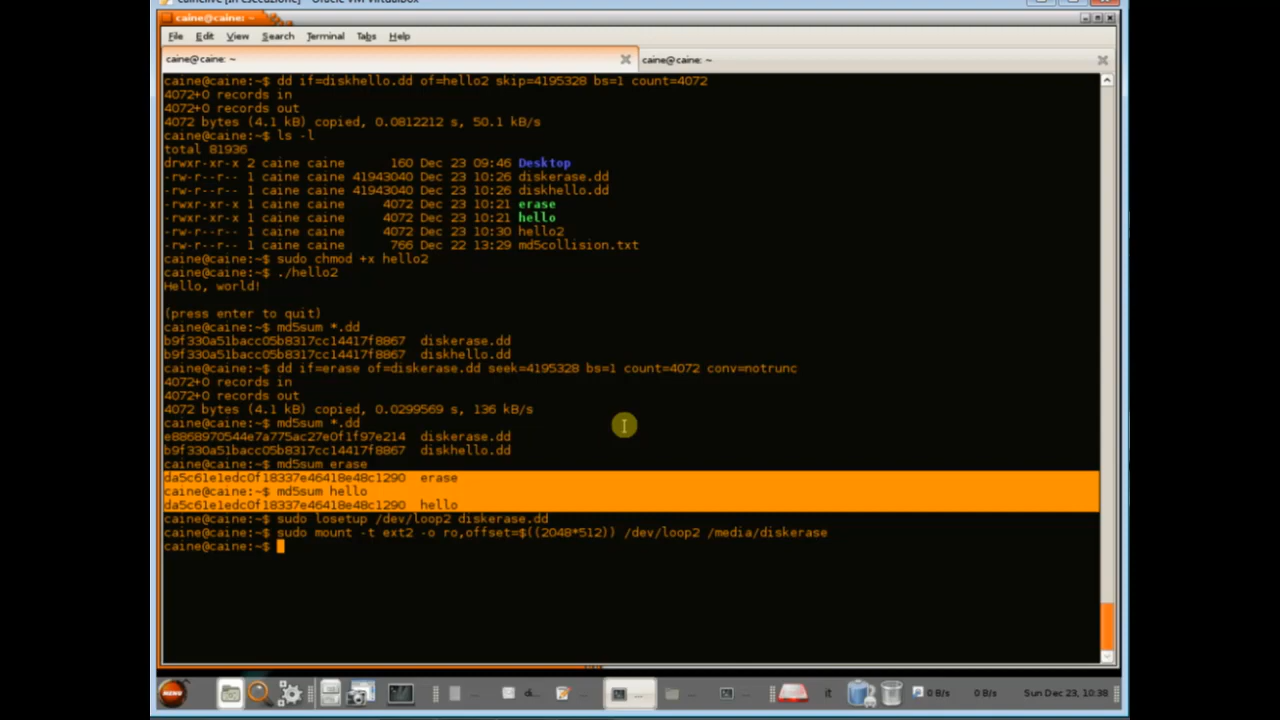 cainelive [In esecuzione] - Oracle VM VirtualBox
caine@caine: ~
File Edit View Search Terminal Tabs Help
caine@caine: ~ caine@caine: ~
caine@caine:~$ dd if=diskhello.dd of=hello2 skip=4195328 bs=1 count=4072
4072+0 records in
4072+0 records out
4072 bytes (4.1 kB) copied, 0.0812212 s, 50.1 kB/s
caine@caine:~$ ls -l
total 81936
drwxr-xr-x 2 caine caine 160 Dec 23 09:46 Desktop
-rw-r--r-- 1 caine caine 41943040 Dec 23 10:26 diskerase.dd
-rw-r--r-- 1 caine caine 41943040 Dec 23 10:26 diskhello.dd
-rwxr-xr-x 1 caine caine 4072 Dec 23 10:21 erase
-rwxr-xr-x 1 caine caine 4072 Dec 23 10:21 hello
-rw-r--r-- 1 caine caine 4072 Dec 23 10:30 hello2
-rw-r--r-- 1 caine caine 766 Dec 22 13:29 md5collision.txt
caine@caine:~$ sudo chmod +x hello2
caine@caine:~$ ./hello2
Hello, world!
(press enter to quit)
caine@caine:~$ md5sum *.dd
b9f330a51bacc05b8317cc14417f8867 diskerase.dd
b9f330a51bacc05b8317cc14417f8867 diskhello.dd
caine@caine:~$ dd if=erase of=diskerase.dd seek=4195328 bs=1 count=4072 conv=notrunc
4072+0 records in
4072+0 records out
4072 bytes (4.1 kB) copied, 0.0299569 s, 136 kB/s
caine@caine:~$ md5sum *.dd
e8868970544e7a775ac27e0f1f97e214 diskerase.dd
b9f330a51bacc05b8317cc14417f8867 diskhello.dd
caine@caine:~$ md5sum erase
da5c61e1edc0f18337e46418e48c1290 erase
caine@caine:~$ md5sum hello
da5c61e1edc0f18337e46418e48c1290 hello
caine@caine:~$ sudo losetup /dev/loop2 diskerase.dd
caine@caine:~$ sudo mount -t ext2 -o ro,offset=$((2048*512)) /dev/loop2 /media/diskerase
caine@caine:~$
MENU di... it 0 B/s 0 B/s Sun Dec 23, 10:38